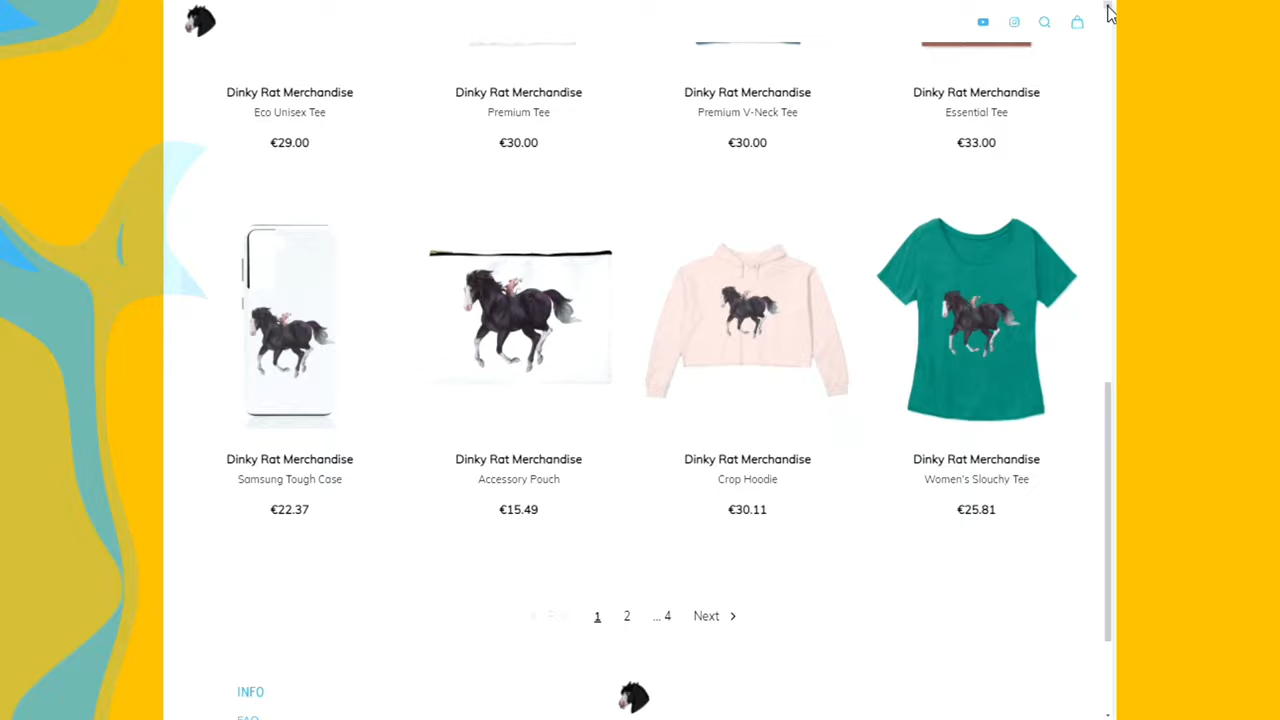 Dinky Rat Merchandise Dinky Rat Merchandise Dinky Rat Merchandise Dinky Rat Merchandise
Eco Unisex Tee Premium Tee Premium V-Neck Tee Essential Tee
€29.00 €30.00 €30.00 €33.00
Dinky Rat Merchandise Dinky Rat Merchandise Dinky Rat Merchandise Dinky Rat Merchandise
Samsung Tough Case Accessory Pouch Crop Hoodie Women's Slouchy Tee
€22.37 €15.49 €30.11 €25.81
1 2 ... 4 Next
INFO
FAQ